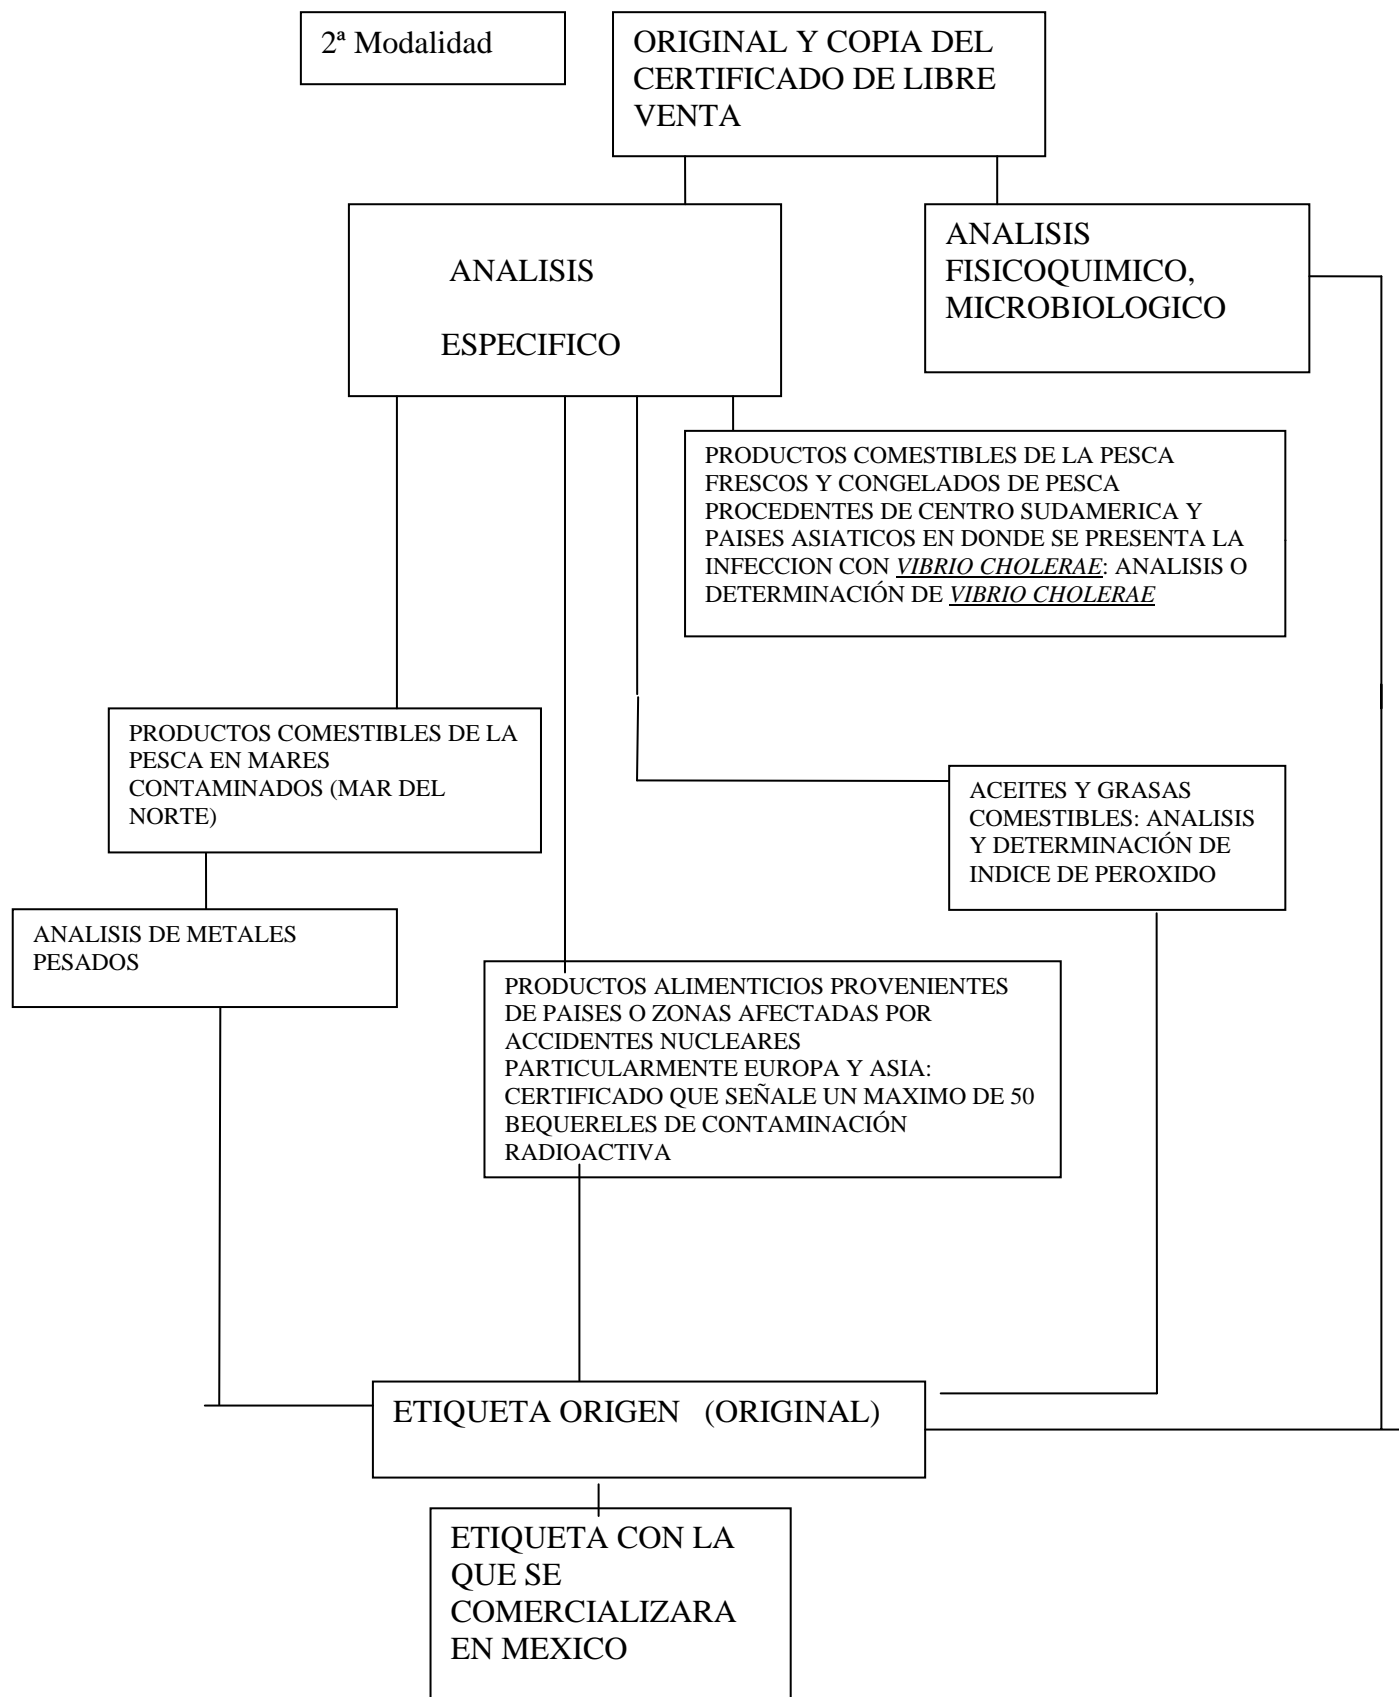 2ª Modalidad
ORIGINAL Y COPIA DEL
CERTIFICADO DE LIBRE
VENTA
ANALISIS
ESPECIFICO
ANALISIS
FISICOQUIMICO,
MICROBIOLOGICO
PRODUCTOS COMESTIBLES DE LA PESCA
FRESCOS Y CONGELADOS DE PESCA
PROCEDENTES DE CENTRO SUDAMERICA Y
PAISES ASIATICOS EN DONDE SE PRESENTA LA
INFECCION CON VIBRIO CHOLERAE: ANALISIS O
DETERMINACIÓN DE VIBRIO CHOLERAE
PRODUCTOS COMESTIBLES DE LA
PESCA EN MARES
CONTAMINADOS (MAR DEL
NORTE)
ACEITES Y GRASAS
COMESTIBLES: ANALISIS
Y DETERMINACIÓN DE
INDICE DE PEROXIDO
ANALISIS DE METALES
PESADOS
PRODUCTOS ALIMENTICIOS PROVENIENTES
DE PAISES O ZONAS AFECTADAS POR
ACCIDENTES NUCLEARES
PARTICULARMENTE EUROPA Y ASIA:
CERTIFICADO QUE SEÑALE UN MAXIMO DE 50
BEQUERELES DE CONTAMINACIÓN
RADIOACTIVA
ETIQUETA ORIGEN (ORIGINAL)
ETIQUETA CON LA
QUE SE
COMERCIALIZARA
EN MEXICO